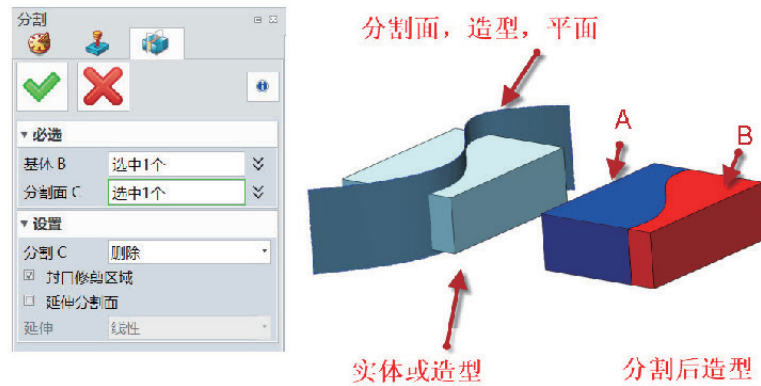 分割
必选
基体 B
选中1个
分割面 C
选中1个
设置
分割 C
删除
封口修剪区域
延伸分割面
延伸
线性
分割面，造型，平面
A
B
实体或造型
分割后造型